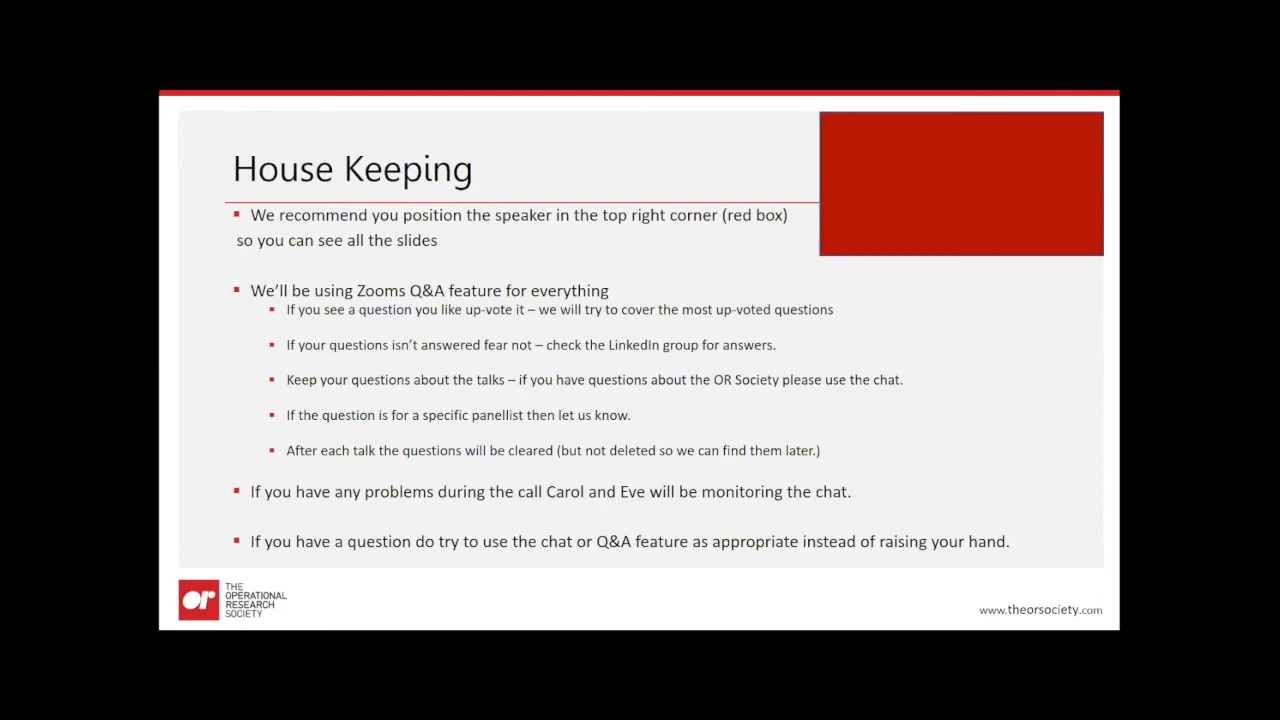 House Keeping
▪ We recommend you position the speaker in the top right corner (red box)
so you can see all the slides
▪ We’ll be using Zooms Q&A feature for everything
▪ If you see a question you like up-vote it – we will try to cover the most up-voted questions
▪ If your questions isn’t answered fear not – check the LinkedIn group for answers.
▪ Keep your questions about the talks – if you have questions about the OR Society please use the chat.
▪ If the question is for a specific panellist then let us know.
▪ After each talk the questions will be cleared (but not deleted so we can find them later.)
▪ If you have any problems during the call Carol and Eve will be monitoring the chat.
▪ If you have a question do try to use the chat or Q&A feature as appropriate instead of raising your hand.
or
THE
OPERATIONAL
RESEARCH
SOCIETY
www.theorsociety.com